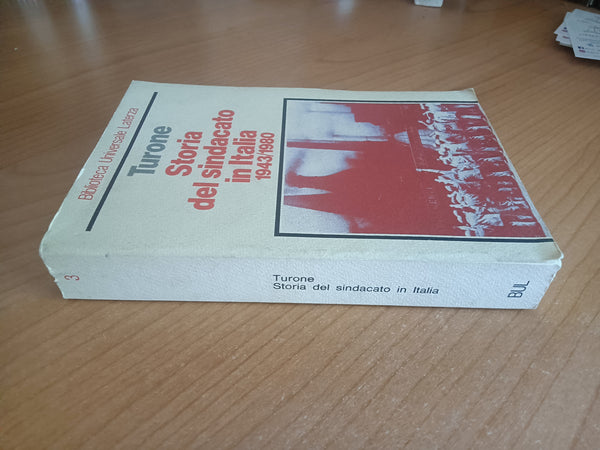 Biblioteca Universale Laterza
Turone
Storia
del sindacato
in Italia
1943/1980
3
Turone
Storia del sindacato in Italia
BUL